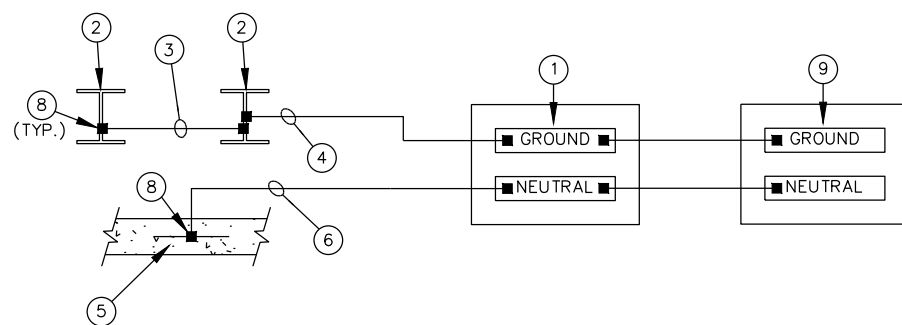 2
3
2
1
9
8
(TYP.)
4
GROUND
GROUND
8
NEUTRAL
NEUTRAL
6
5